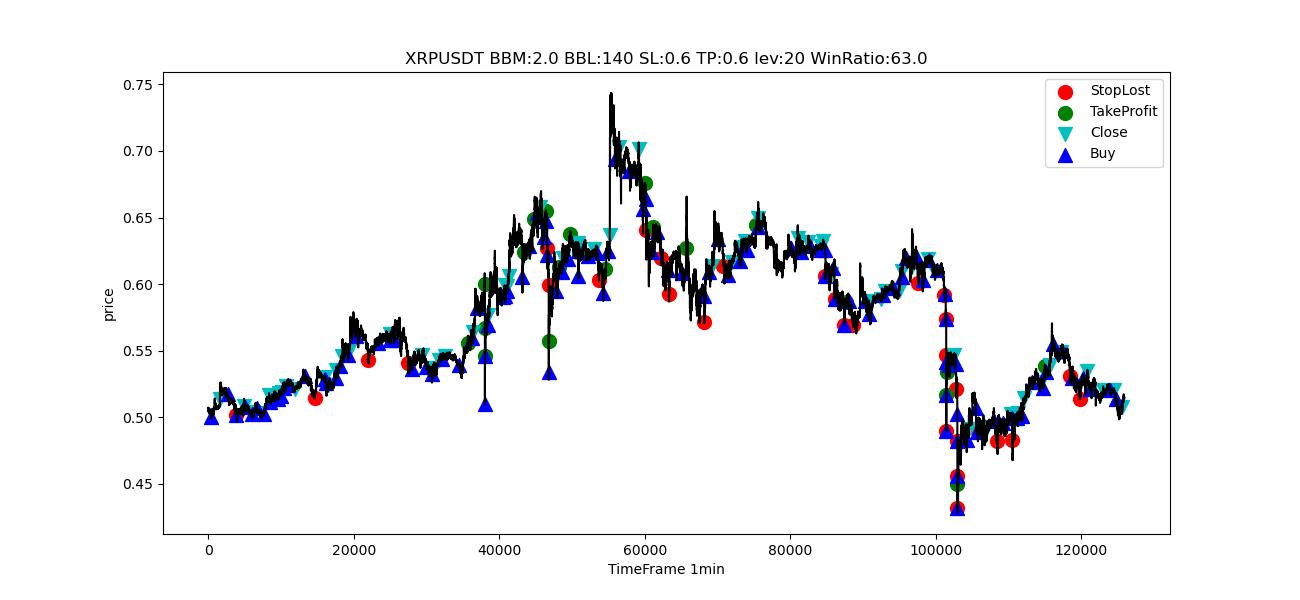 XRPUSDT BBM:2.0 BBL:140 SL:0.6 TP:0.6 lev:20 WinRatio:63.0
StopLost
TakeProfit
Close
Buy
price
0.75
0.70
0.65
0.60
0.55
0.50
0.45
0 20000 40000 60000 80000 100000 120000
TimeFrame 1min